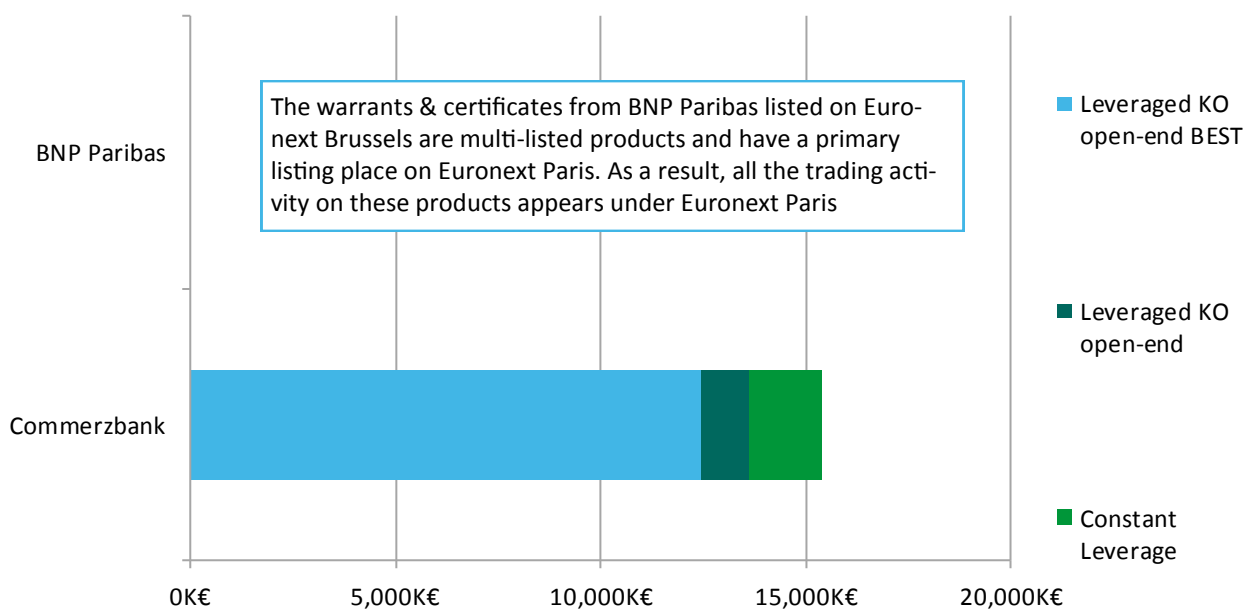 BNP Paribas
The warrants & certificates from BNP Paribas listed on Euro-
next Brussels are multi-listed products and have a primary
listing place on Euronext Paris. As a result, all the trading acti-
vity on these products appears under Euronext Paris
Commerzbank
0K€
5,000K€
10,000K€
15,000K€
20,000K€
Leveraged KO
open-end BEST
Leveraged KO
open-end
Constant
Leverage